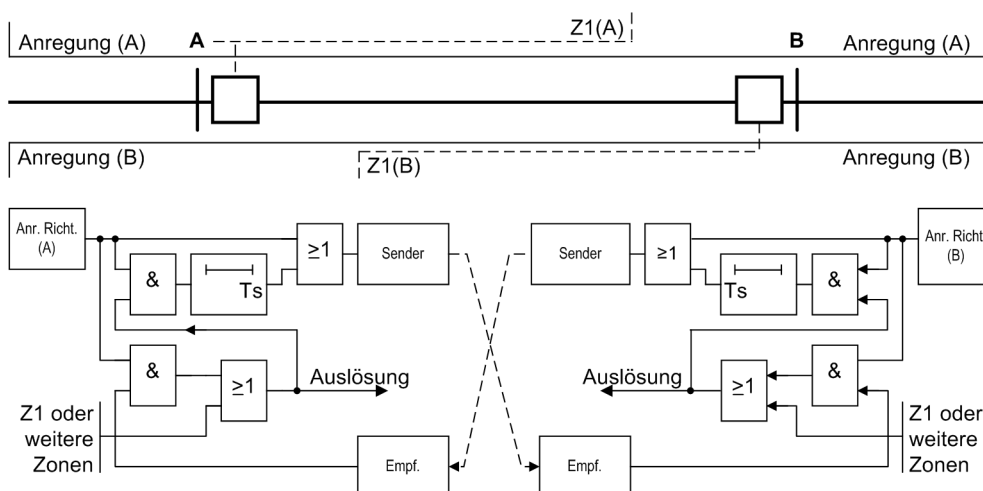 Z1(A)
Anregung (A)
A
B
Anregung (A)
Anregung (B)
Z1(B)
Anregung (B)
Anr. Richt.
(A)
≥1
Sender
Sender
≥1
Anr. Richt.
(B)
&
Ts
Ts
&
&
≥1
Auslösung
Auslösung
≥1
&
Z1 oder
weitere
Zonen
Empf.
Empf.
Z1 oder
weitere
Zonen